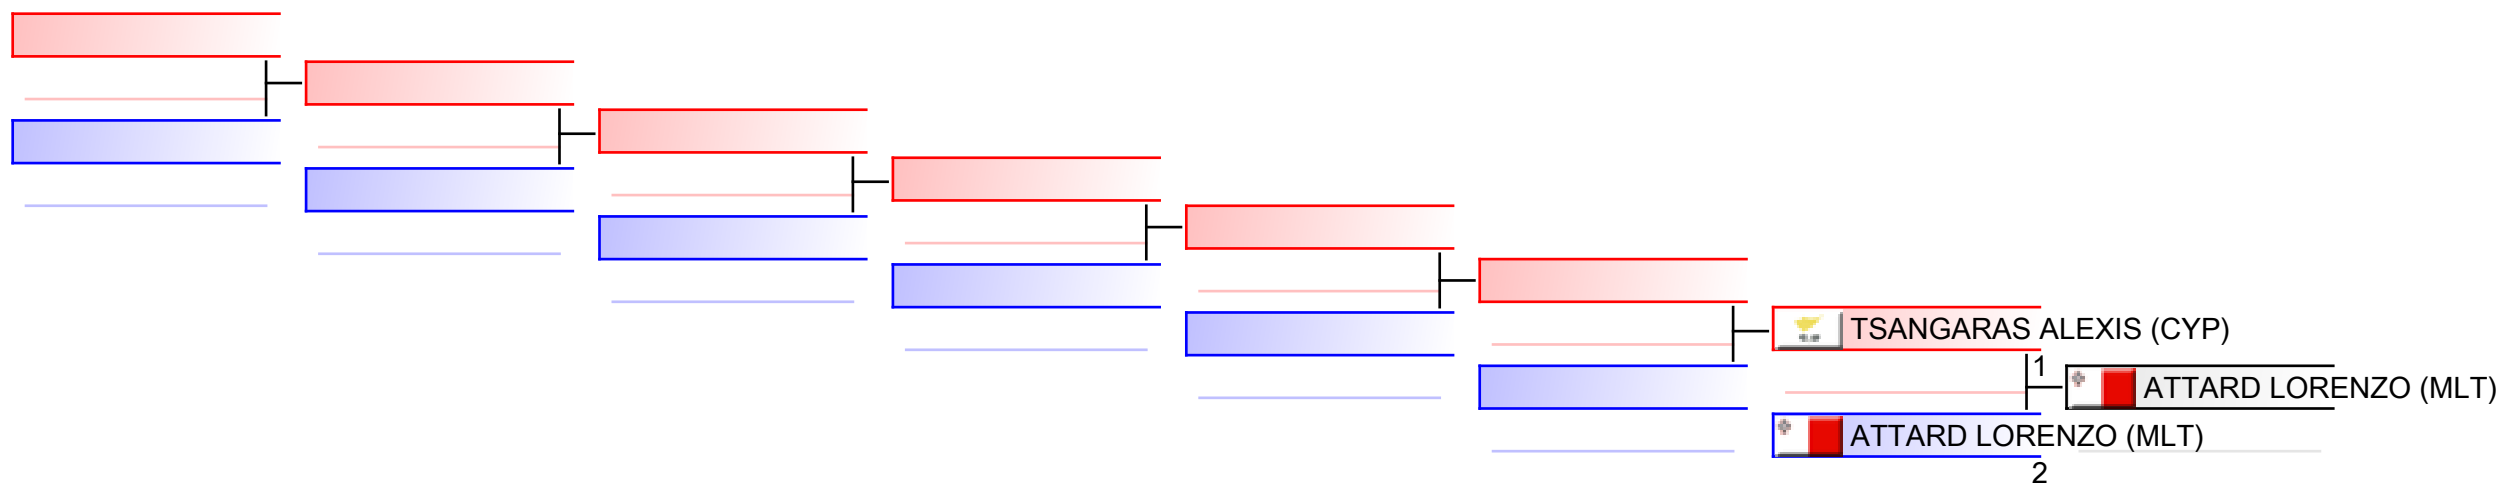 TSANGARAS ALEXIS (CYP)
1
ATTARD LORENZO (MLT)
ATTARD LORENZO (MLT)
2